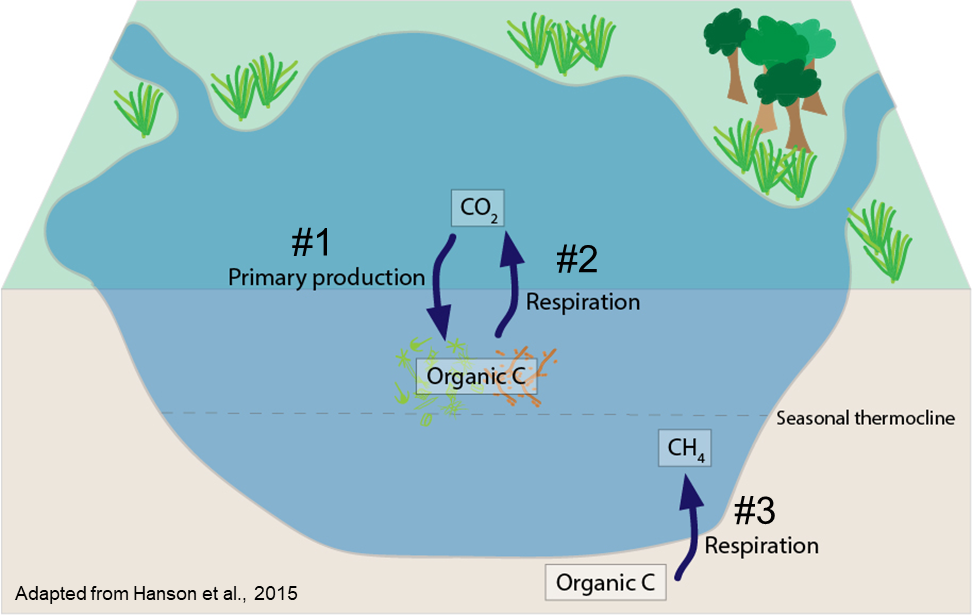 CO₂
#1
Primary production
#2
Respiration
Organic C
Seasonal thermocline
CH₄
#3
Respiration
Organic C
Adapted from Hanson et al., 2015